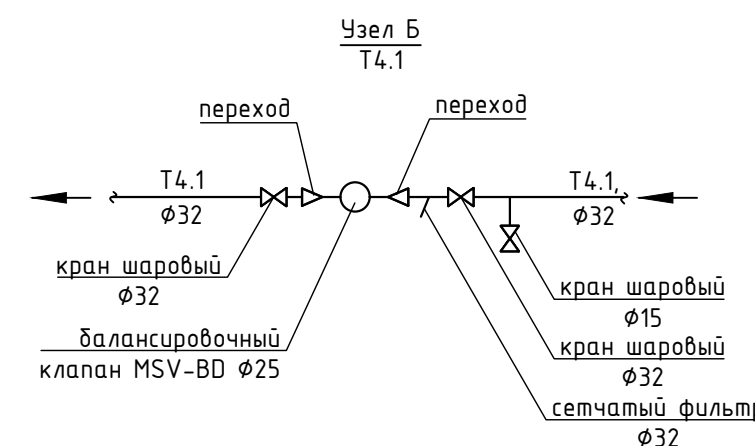 Узел Б
Т4.1
переход
переход
Т4.1
Ф32
Т4.1,
Ф32
кран шаровый
Ф32
кран шаровый
Ф15
балансировочный
клапан MSV-BD Ф25
кран шаровый
Ф32
сетчатый фильтр
Ф32